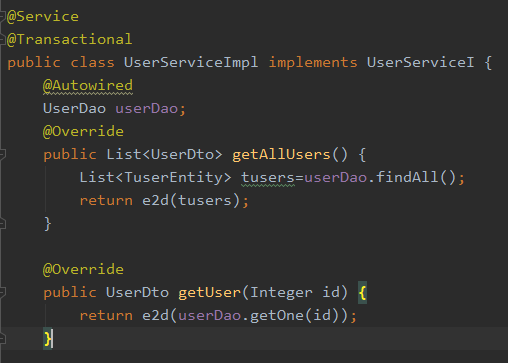 @Service
@Transactional
public class UserServiceImpl implements UserServiceI {
    @Autowired
    UserDao userDao;
    @Override
    public List<UserDto> getAllUsers() {
        List<TuserEntity> tusers=userDao.findAll();
        return e2d(tusers);
    }

    @Override
    public UserDto getUser(Integer id) {
        return e2d(userDao.getOne(id));
    }